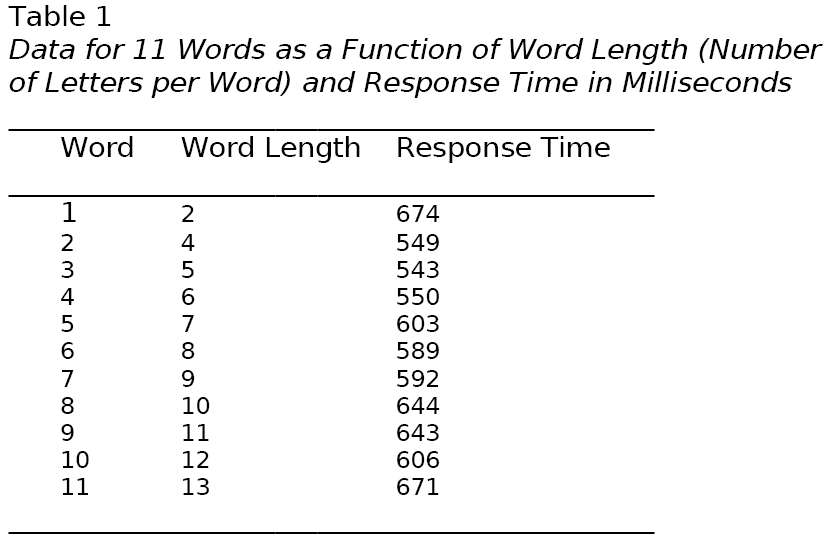 Table 1
Data for 11 Words as a Function of Word Length (Number
of Letters per Word) and Response Time in Milliseconds
Word Word Length Response Time
1 2 674
2 4 549
3 5 543
4 6 550
5 7 603
6 8 589
7 9 592
8 10 644
9 11 643
10 12 606
11 13 671